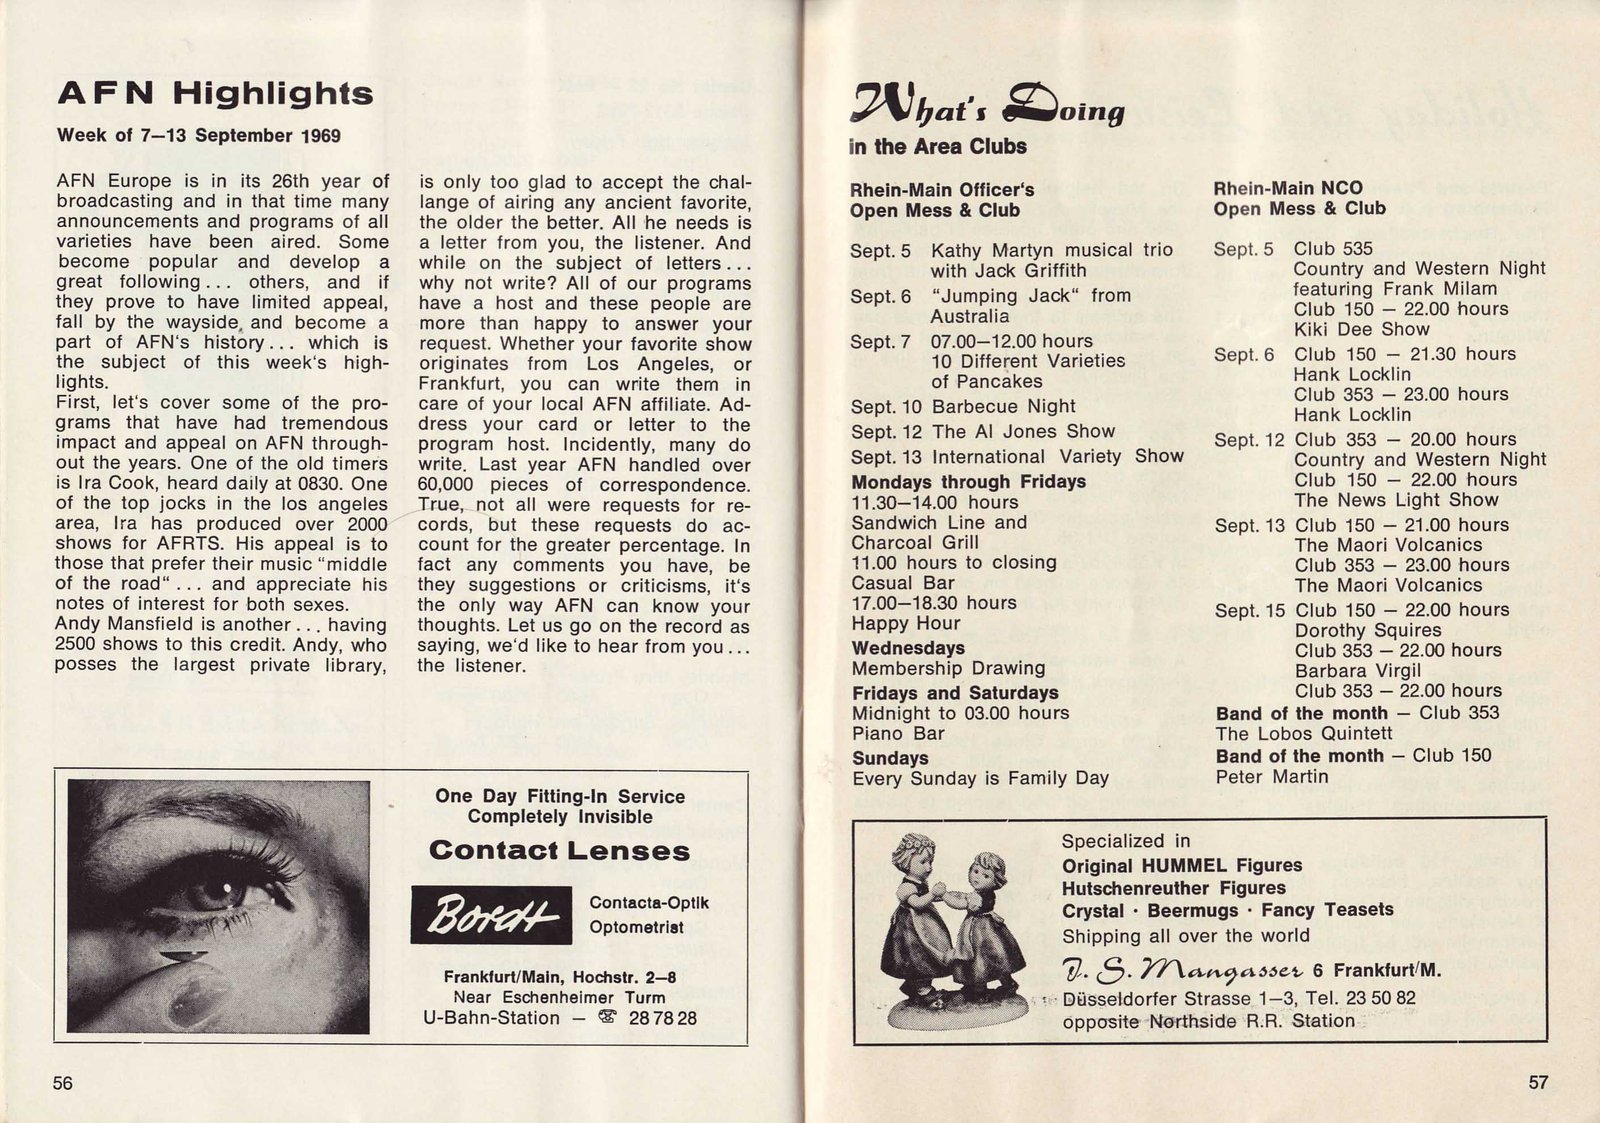 AFN Highlights
Week of 7–13 September 1969
AFN Europe is in its 26th year of
broadcasting and in that time many
announcements and programs of all
varieties have been aired. Some
become popular and develop a
great following... others, and if
they prove to have limited appeal,
fall by the wayside, and become a
part of AFN's history... which is
the subject of this week's high-
lights.
First, let's cover some of the pro-
grams that have had tremendous
impact and appeal on AFN through-
out the years. One of the old timers
is Ira Cook, heard daily at 0830. One
of the top jocks in the los angeles
area, Ira has produced over 2000
shows for AFRTS. His appeal is to
those that prefer their music "middle
of the road" ... and appreciate his
notes of interest for both sexes.
Andy Mansfield is another... having
2500 shows to this credit. Andy, who
posses the largest private library,
is only too glad to accept the chal-
lange of airing any ancient favorite,
the older the better. All he needs is
a letter from you, the listener. And
while on the subject of letters...
why not write? All of our programs
have a host and these people are
more than happy to answer your
request. Whether your favorite show
originates from Los Angeles, or
Frankfurt, you can write them in
care of your local AFN affiliate. Ad-
dress your card or letter to the
program host. Incidently, many do
write. Last year AFN handled over
60,000 pieces of correspondence.
True, not all were requests for re-
cords, but these requests do ac-
count for the greater percentage. In
fact any comments you have, be
they suggestions or criticisms, it's
the only way AFN can know your
thoughts. Let us go on the record as
saying, we'd like to hear from you...
the listener.
One Day Fitting-In Service
Completely Invisible
Contact Lenses
Bordt
Contacta-Optik
Optometrist
Frankfurt/Main, Hochstr. 2–8
Near Eschenheimer Turm
U-Bahn-Station – ☎ 28 78 28
56
What's Doing
in the Area Clubs
Rhein-Main Officer's
Open Mess & Club
Sept. 5 Kathy Martyn musical trio
with Jack Griffith
Sept. 6 "Jumping Jack" from
Australia
Sept. 7 07.00–12.00 hours
10 Different Varieties
of Pancakes
Sept. 10 Barbecue Night
Sept. 12 The Al Jones Show
Sept. 13 International Variety Show
Mondays through Fridays
11.30–14.00 hours
Sandwich Line and
Charcoal Grill
11.00 hours to closing
Casual Bar
17.00–18.30 hours
Happy Hour
Wednesdays
Membership Drawing
Fridays and Saturdays
Midnight to 03.00 hours
Piano Bar
Sundays
Every Sunday is Family Day
Rhein-Main NCO
Open Mess & Club
Sept. 5 Club 535
Country and Western Night
featuring Frank Milam
Club 150 – 22.00 hours
Kiki Dee Show
Sept. 6 Club 150 – 21.30 hours
Hank Locklin
Club 353 – 23.00 hours
Hank Locklin
Sept. 12 Club 353 – 20.00 hours
Country and Western Night
Club 150 – 22.00 hours
The News Light Show
Sept. 13 Club 150 – 21.00 hours
The Maori Volcanics
Club 353 – 23.00 hours
The Maori Volcanics
Sept. 15 Club 150 – 22.00 hours
Dorothy Squires
Club 353 – 22.00 hours
Barbara Virgil
Club 353 – 22.00 hours
Band of the month – Club 353
The Lobos Quintett
Band of the month – Club 150
Peter Martin
Specialized in
Original HUMMEL Figures
Hutschenreuther Figures
Crystal · Beermugs · Fancy Teasets
Shipping all over the world
J. S. Mangasser 6 Frankfurt/M.
Düsseldorfer Strasse 1–3, Tel. 23 50 82
opposite Northside R.R. Station
57